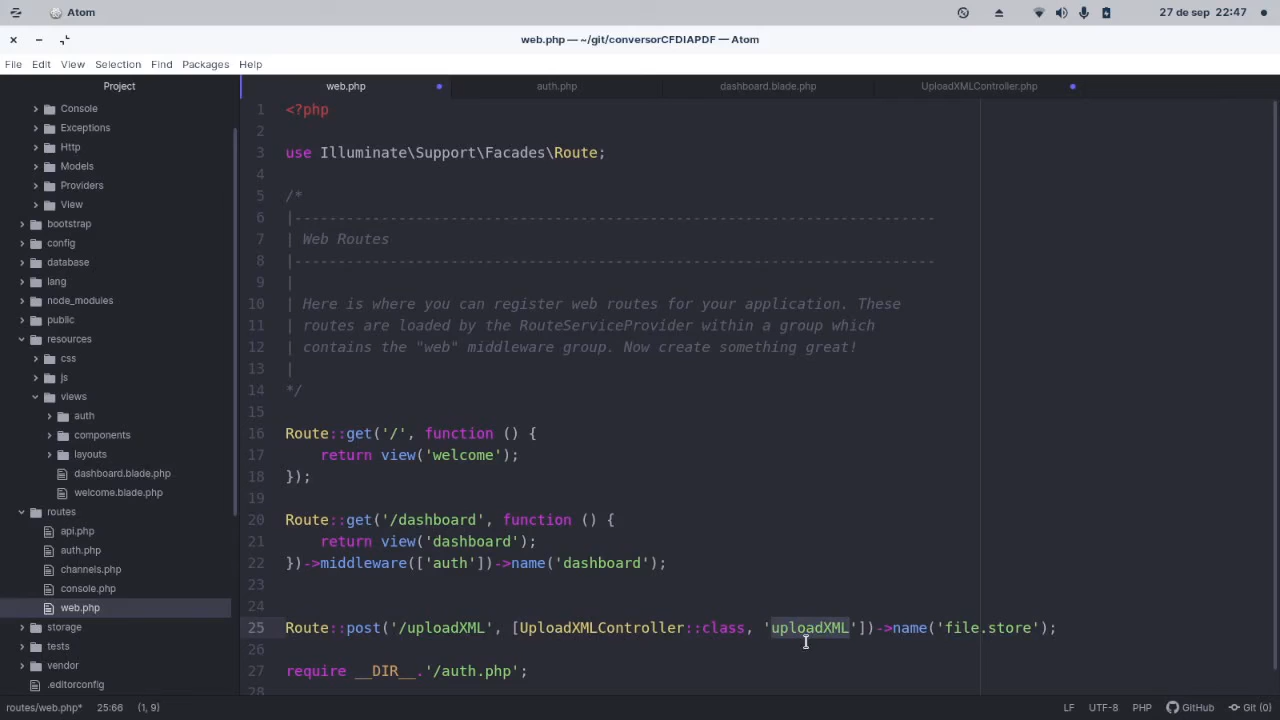 Atom
27 de sep 22:47
web.php — ~/git/conversorCFDIAPDF — Atom
File Edit View Selection Find Packages Help
Project
web.php
auth.php
dashboard.blade.php
UploadXMLController.php
Console
Exceptions
Http
Models
Providers
View
bootstrap
config
database
lang
node_modules
public
resources
css
js
views
auth
components
layouts
dashboard.blade.php
welcome.blade.php
routes
api.php
auth.php
channels.php
console.php
web.php
storage
tests
vendor
.editorconfig
1 <?php
2
3 use Illuminate\Support\Facades\Route;
4
5 /*
6 |--------------------------------------------------------------------------
7 | Web Routes
8 |--------------------------------------------------------------------------
9 |
10 | Here is where you can register web routes for your application. These
11 | routes are loaded by the RouteServiceProvider within a group which
12 | contains the "web" middleware group. Now create something great!
13 |
14 */
15
16 Route::get('/', function () {
17     return view('welcome');
18 });
19
20 Route::get('/dashboard', function () {
21     return view('dashboard');
22 })->middleware(['auth'])->name('dashboard');
23
24
25 Route::post('/uploadXML', [UploadXMLController::class, 'uploadXML'])->name('file.store');
26
27 require __DIR__.'/auth.php';
28
routes/web.php* 25:66 (1, 9)
LF UTF-8 PHP GitHub Git (0)